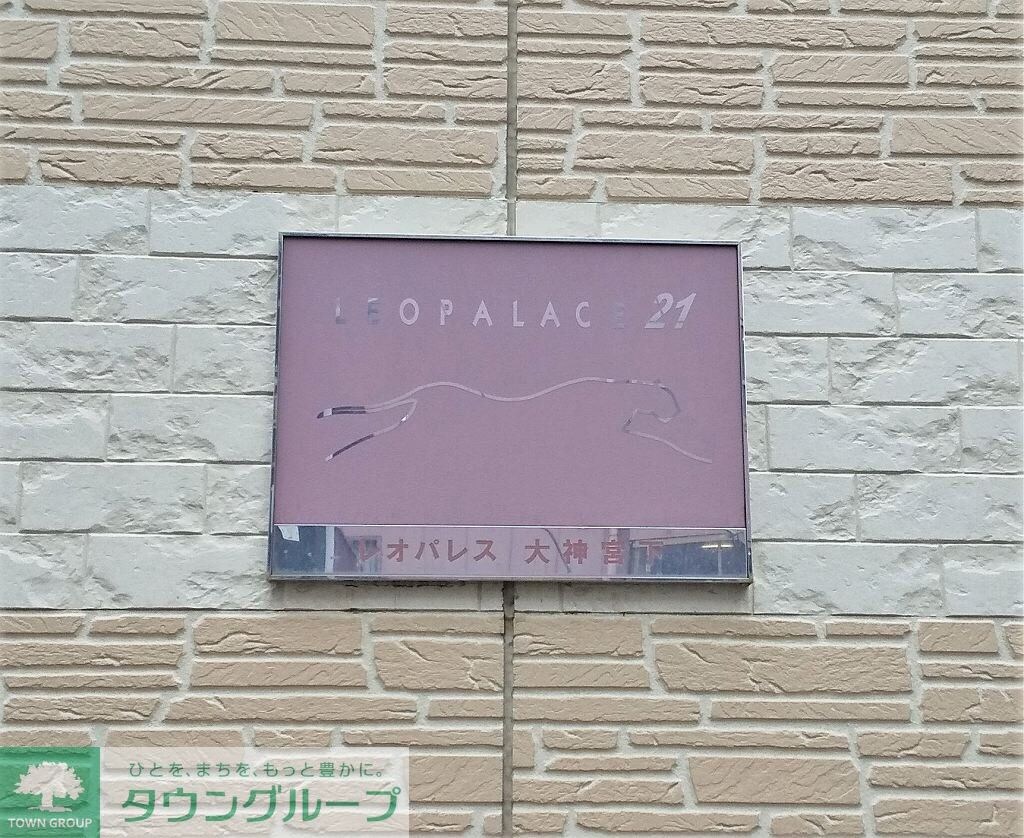 LEOPALACE 21
レオパレス 大神宮下
ひとを、まちを、もっと豊かに。
タウングループ
TOWN GROUP